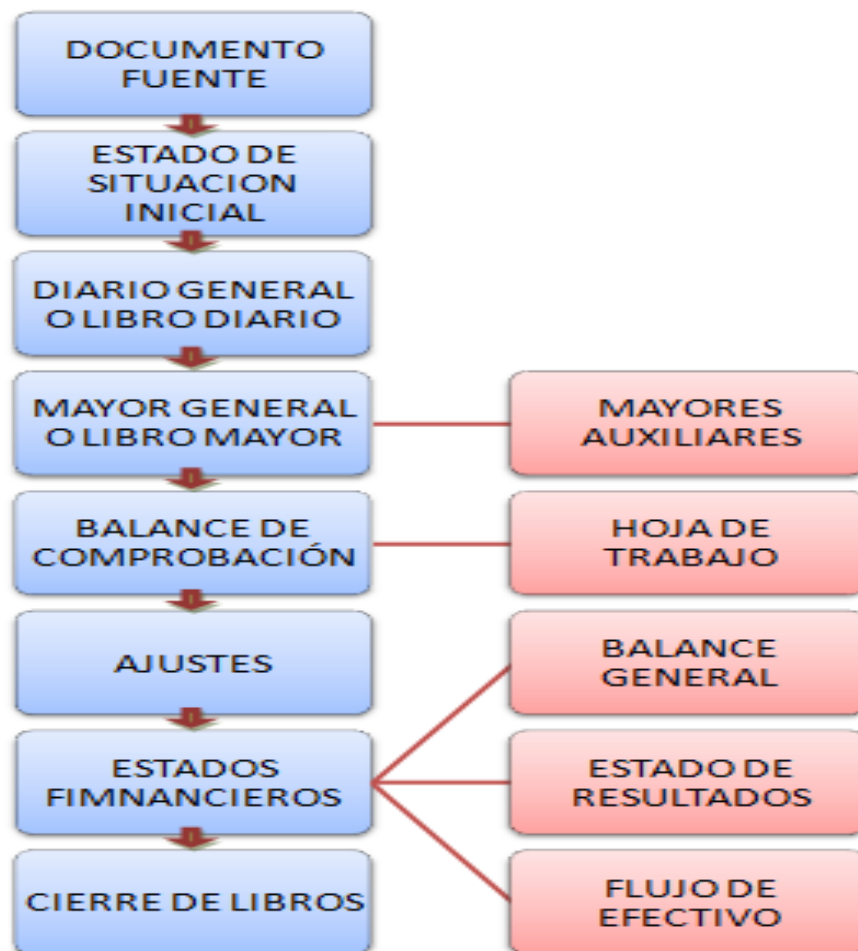 DOCUMENTO
FUENTE
ESTADO DE
SITUACION
INICIAL
DIARIO GENERAL
O LIBRO DIARIO
MAYOR GENERAL
O LIBRO MAYOR
MAYORES
AUXILIARES
BALANCE DE
COMPROBACIÓN
HOJA DE
TRABAJO
AJUSTES
BALANCE
GENERAL
ESTADOS
FIMNANCIEROS
ESTADO DE
RESULTADOS
CIERRE DE LIBROS
FLUJO DE
EFECTIVO